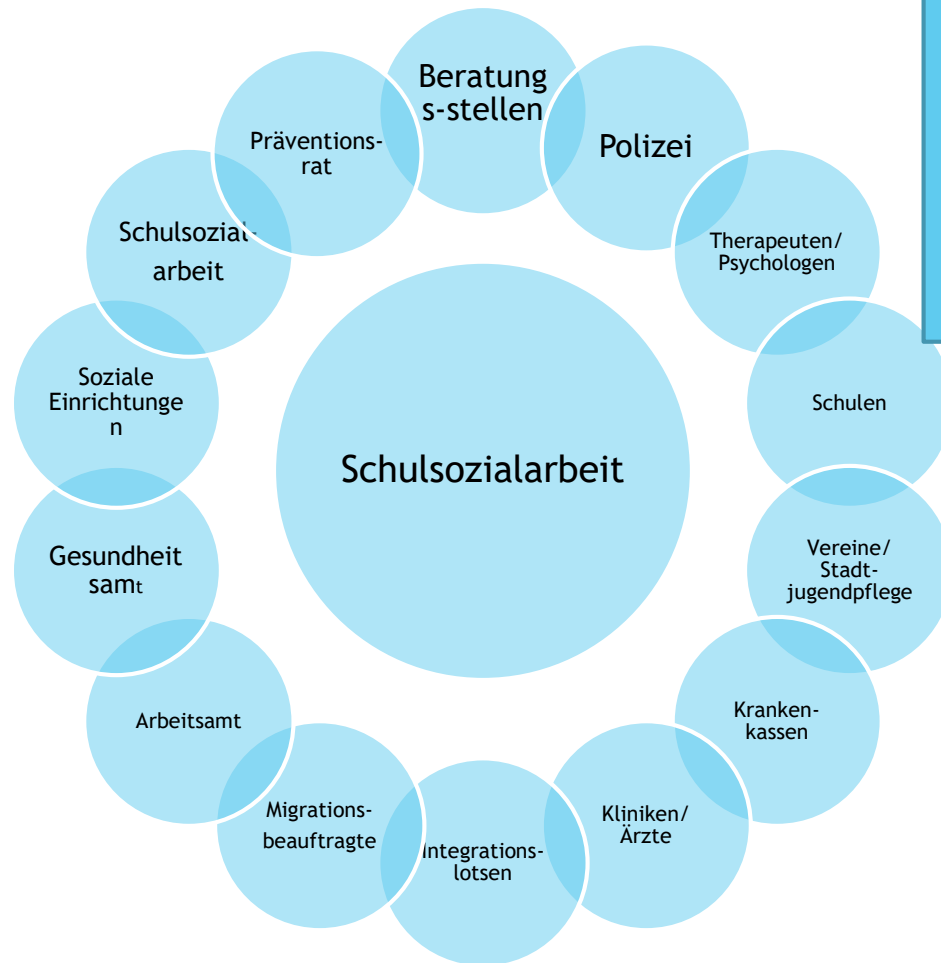 Beratung
s-stellen
Polizei
Therapeuten/
Psychologen
Schulen
Vereine/
Stadt-
jugendpflege
Kranken-
kassen
Kliniken/
Ärzte
Integrations-
lotsen
Migrations-
beauftragte
Arbeitsamt
Gesundheit
samt
Soziale
Einrichtunge
n
Schulsozial-
arbeit
Präventions-
rat
Schulsozialarbeit